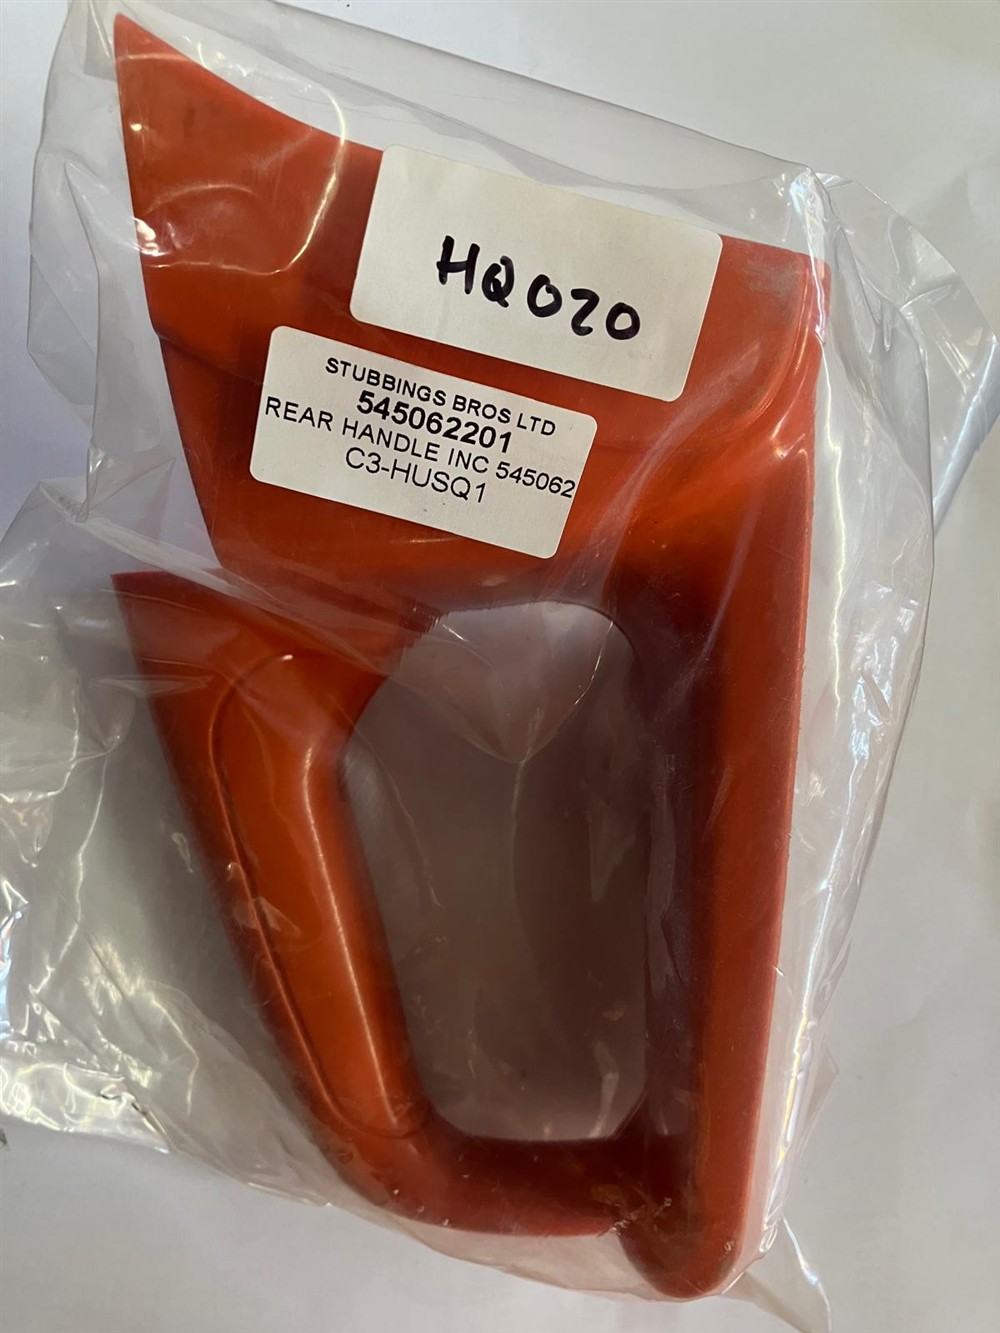 HQ020
STUBBINGS BROS LTD
545062201
REAR HANDLE INC 545062
C3-HUSQ1